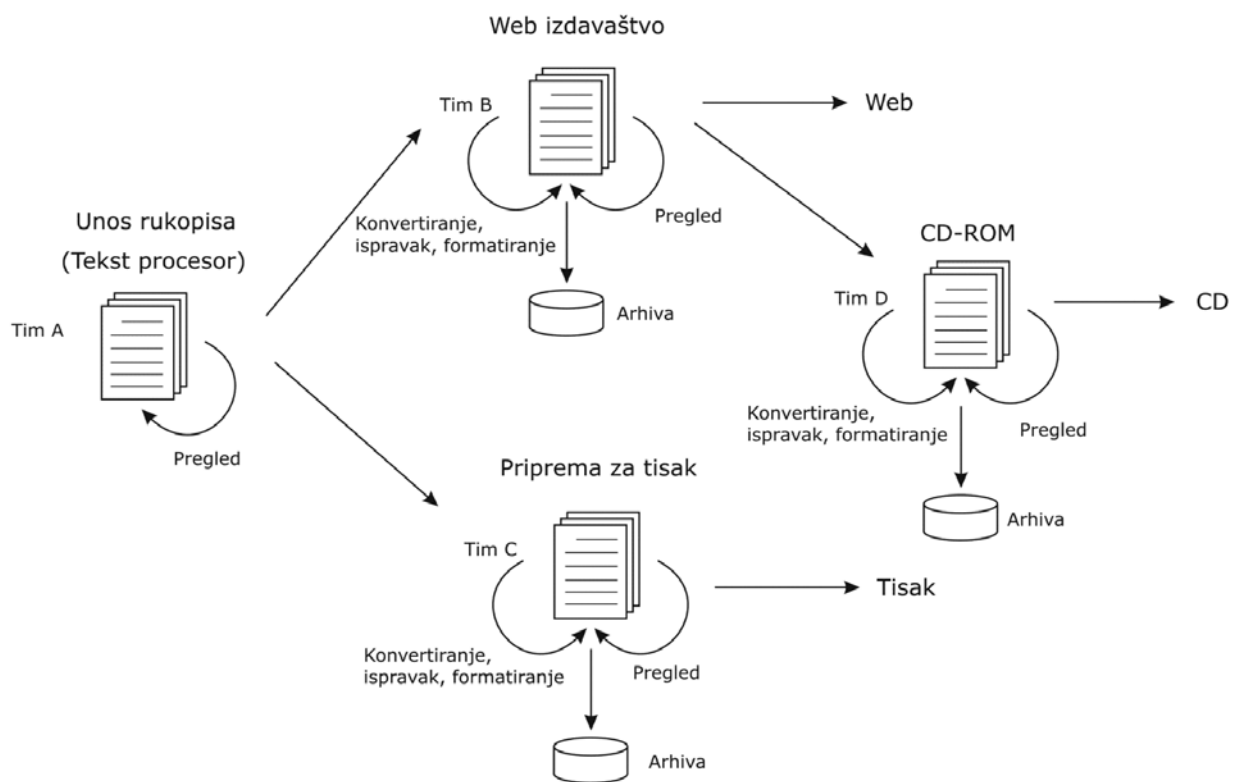 Web izdavaštvo
Tim B
Web
Konvertiranje,
ispravak, formatiranje
Pregled
Arhiva
Unos rukopisa
(Tekst procesor)
Tim A
Pregled
CD-ROM
Tim D
CD
Konvertiranje,
ispravak, formatiranje
Pregled
Arhiva
Priprema za tisak
Tim C
Tisak
Konvertiranje,
ispravak, formatiranje
Pregled
Arhiva